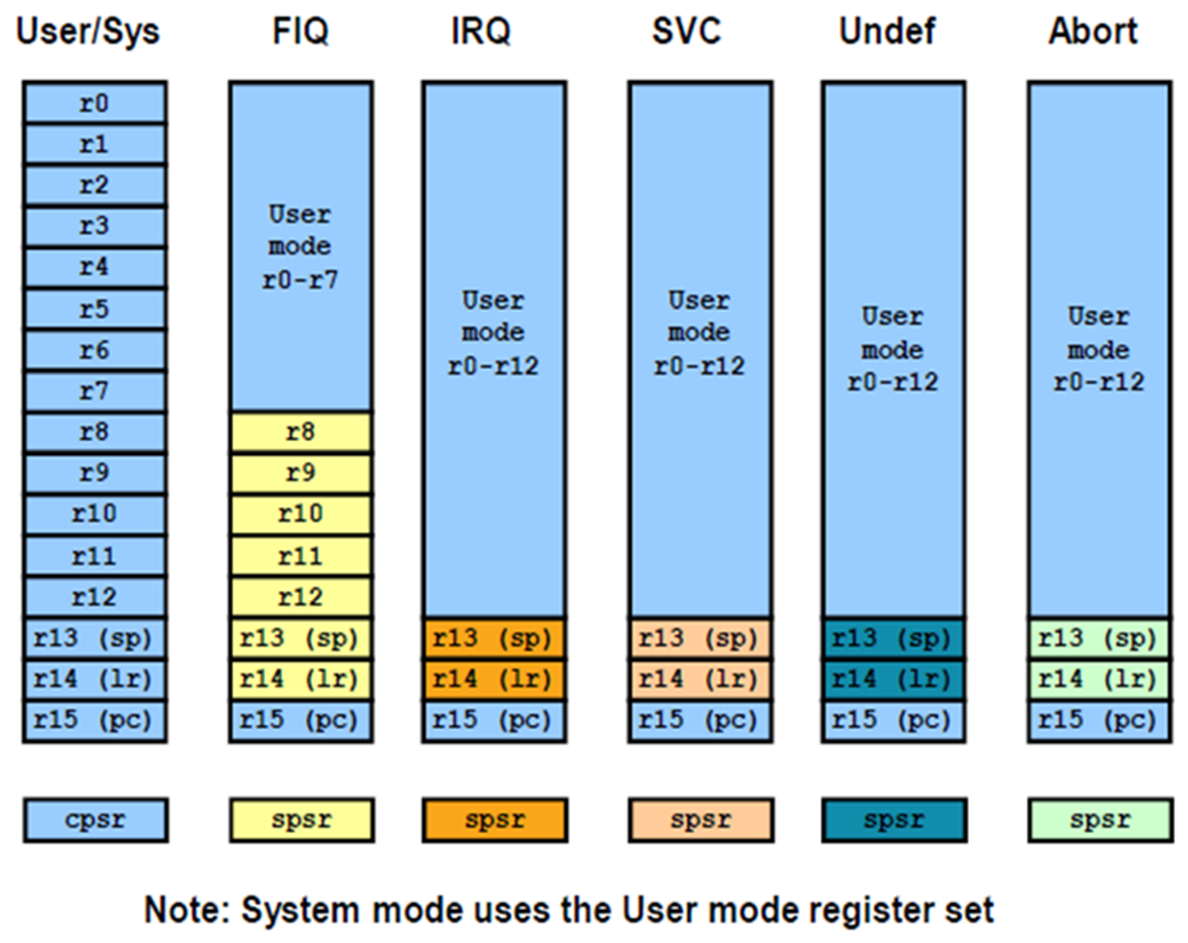 User/Sys
r0
r1
r2
r3
r4
r5
r6
r7
r8
r9
r10
r11
r12
r13 (sp)
r14 (lr)
r15 (pc)
cpsr
FIQ
User
mode
r0-r7
r8
r9
r10
r11
r12
r13 (sp)
r14 (lr)
r15 (pc)
spsr
IRQ
User
mode
r0-r12
r13 (sp)
r14 (lr)
r15 (pc)
spsr
SVC
User
mode
r0-r12
r13 (sp)
r14 (lr)
r15 (pc)
spsr
Undef
User
mode
r0-r12
r13 (sp)
r14 (lr)
r15 (pc)
spsr
Abort
User
mode
r0-r12
r13 (sp)
r14 (lr)
r15 (pc)
spsr
Note: System mode uses the User mode register set